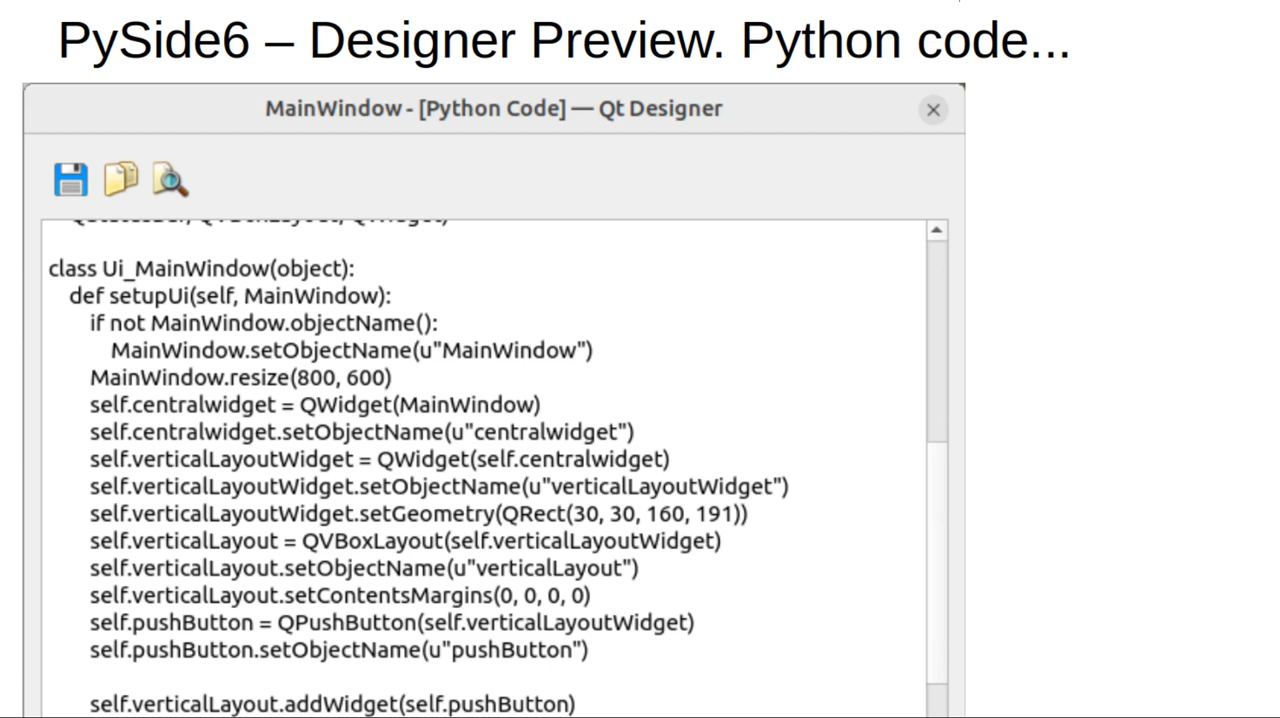 PySide6 – Designer Preview. Python code...
MainWindow - [Python Code] — Qt Designer
class Ui_MainWindow(object):
def setupUi(self, MainWindow):
if not MainWindow.objectName():
MainWindow.setObjectName(u"MainWindow")
MainWindow.resize(800, 600)
self.centralwidget = QWidget(MainWindow)
self.centralwidget.setObjectName(u"centralwidget")
self.verticalLayoutWidget = QWidget(self.centralwidget)
self.verticalLayoutWidget.setObjectName(u"verticalLayoutWidget")
self.verticalLayoutWidget.setGeometry(QRect(30, 30, 160, 191))
self.verticalLayout = QVBoxLayout(self.verticalLayoutWidget)
self.verticalLayout.setObjectName(u"verticalLayout")
self.verticalLayout.setContentsMargins(0, 0, 0, 0)
self.pushButton = QPushButton(self.verticalLayoutWidget)
self.pushButton.setObjectName(u"pushButton")
self.verticalLayout.addWidget(self.pushButton)